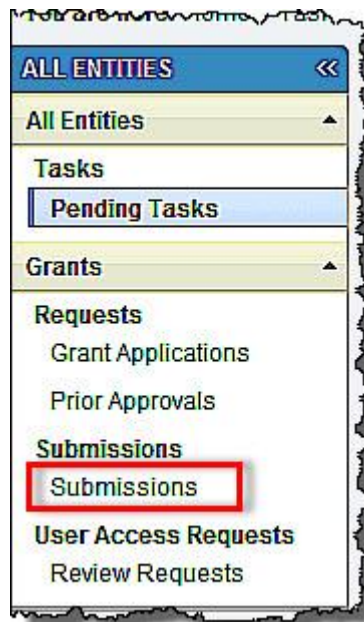 ALL ENTITIES «
All Entities
Tasks
Pending Tasks
Grants
Requests
Grant Applications
Prior Approvals
Submissions
Submissions
User Access Requests
Review Requests